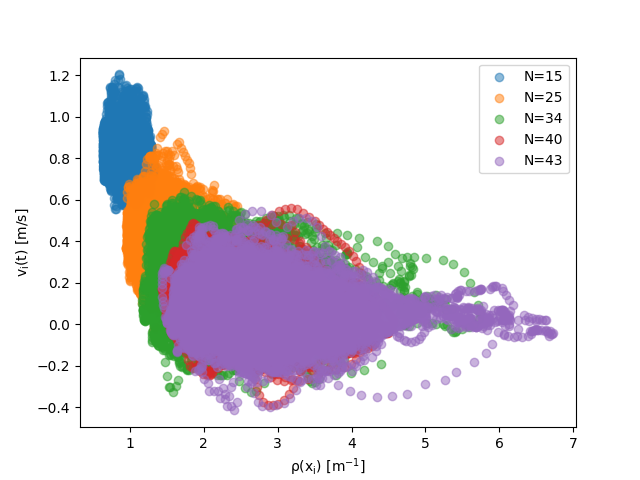 1.2
1.0
0.8
0.6
0.4
0.2
0.0
−0.2
−0.4
vᵢ(t) [m/s]
1 2 3 4 5 6 7
ρ(xᵢ) [m⁻¹]
N=15
N=25
N=34
N=40
N=43